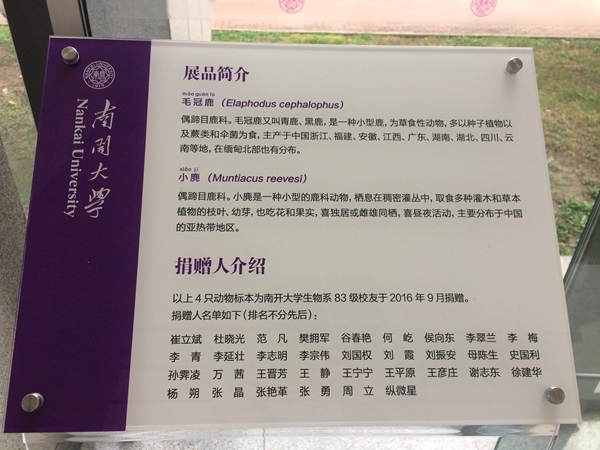 南開大學
Nankai University
展品简介
máo guān lù
毛冠鹿（Elaphodus cephalophus）
偶蹄目鹿科。毛冠鹿又叫青鹿、黑鹿，是一种小型鹿，为草食性动物，多以种子植物以
及蕨类和伞菌为食，主产于中国浙江、福建、安徽、江西、广东、湖南、湖北、四川、云
南等地，在缅甸北部也有分布。
xiǎo jǐ
小麂（Muntiacus reevesi）
偶蹄目鹿科。小麂是一种小型的鹿科动物，栖息在稠密灌丛中，取食多种灌木和草本
植物的枝叶、幼芽，也吃花和果实，喜独居或雌雄同栖，喜昼夜活动，主要分布于中国
的亚热带地区。
捐赠人介绍
以上 4 只动物标本为南开大学生物系 83 级校友于 2016 年 9 月捐赠。
捐赠人名单如下（排名不分先后）：
崔立斌 杜晓光 范 凡 樊拥军 谷春艳 何 屹 侯向东 李翠兰 李 梅
李 青 李延壮 李志明 李宗伟 刘国权 刘 霞 刘振安 母陈生 史国利
孙霁凌 万 茜 王晋芳 王 静 王宁宁 王平原 王彦庄 谢志东 徐建华
杨 朔 张 晶 张艳革 张 勇 周 立 纵微星